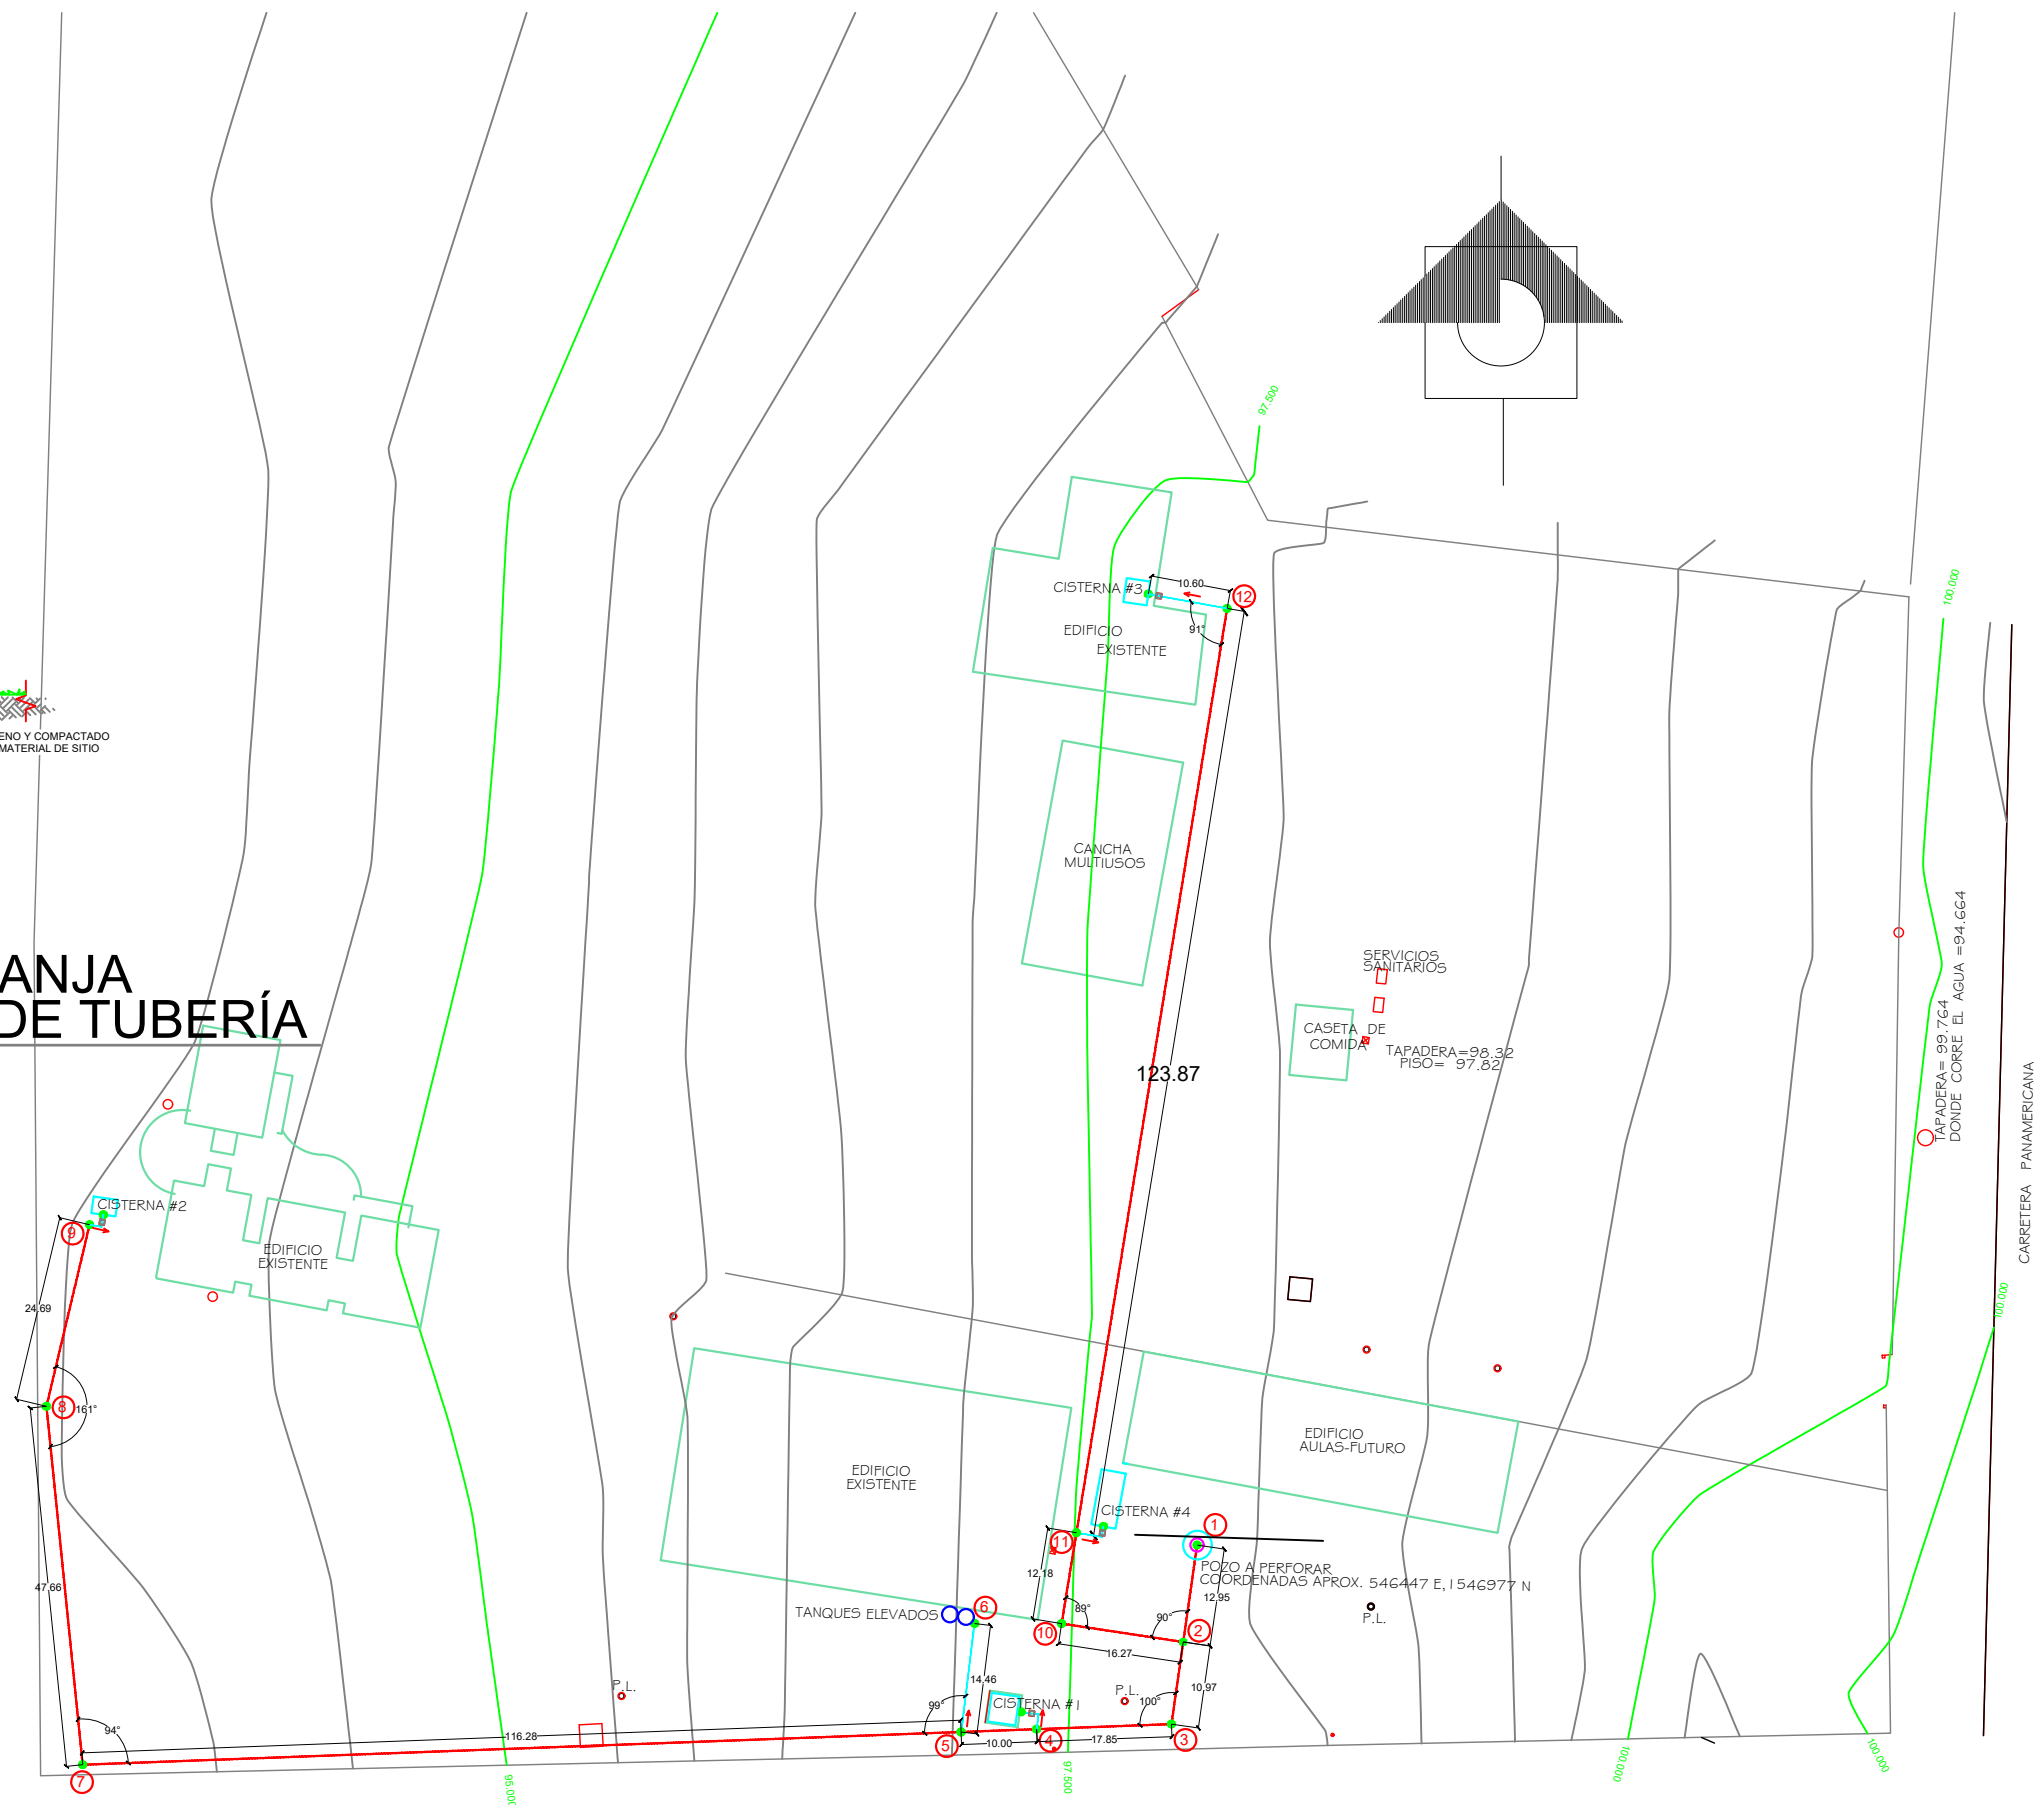 97.500
CISTERNA #3
10.60
12
91°
EDIFICIO
EXISTENTE
100.000
ENO Y COMPACTADO
MATERIAL DE SITIO
CANCHA
MULTIUSOS
ANJA
DE TUBERÍA
SERVICIOS
SANITARIOS
CASETA DE
COMIDA
TAPADERA=98.32
PISO= 97.82
TAPADERA= 99.764
DONDE CORRE EL AGUA =94.664
CARRETERA PANAMERICANA
123.87
CISTERNA #2
9
EDIFICIO
EXISTENTE
24.69
100.000
8
161°
EDIFICIO
AULAS-FUTURO
EDIFICIO
EXISTENTE
CISTERNA #4
1
11
POZO A PERFORAR
COORDENADAS APROX. 546447 E, 1546977 N
12.18
12.95
47.66
TANQUES ELEVADOS
6
89°
90°
P.L.
10
2
16.27
14.46
10.97
P.L.
P.L.
CISTERNA #1
99°
100°
94°
116.28
5
10.00
4
17.85
3
7
95.000
97.500
100.000
100.000